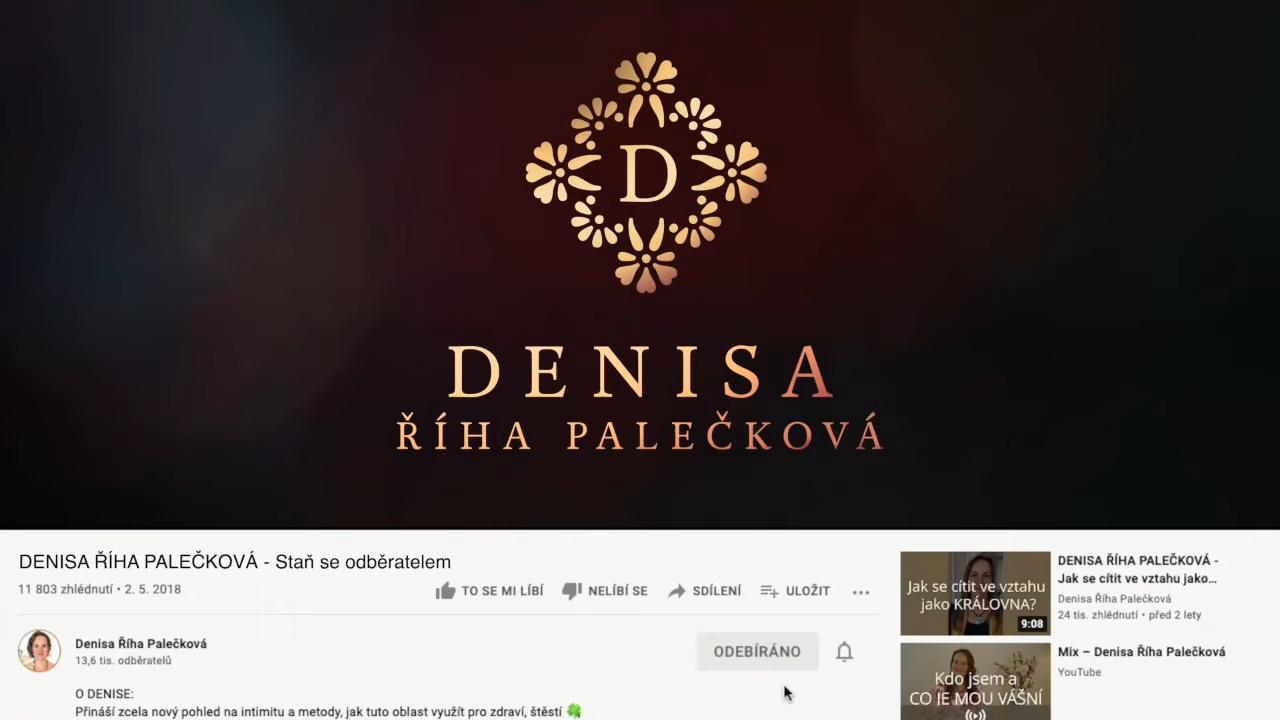 D
DENISA
ŘÍHA PALEČKOVÁ
DENISA ŘÍHA PALEČKOVÁ - Staň se odběratelem
11 803 zhlédnutí • 2. 5. 2018
TO SE MI LÍBÍ
NELÍBÍ SE
SDÍLENÍ
ULOŽIT
Denisa Říha Palečková
13,6 tis. odběratelů
ODEBÍRÁNO
O DENISE:
Přináší zcela nový pohled na intimitu a metody, jak tuto oblast využít pro zdraví, štěstí 🍀
Jak se cítit ve vztahu
jako KRÁLOVNA?
9:08
DENISA ŘÍHA PALEČKOVÁ -
Jak se cítit ve vztahu jako...
Denisa Říha Palečková
24 tis. zhlédnutí • před 2 lety
Kdo jsem a
CO JE MOU VÁŠNÍ
Mix – Denisa Říha Palečková
YouTube